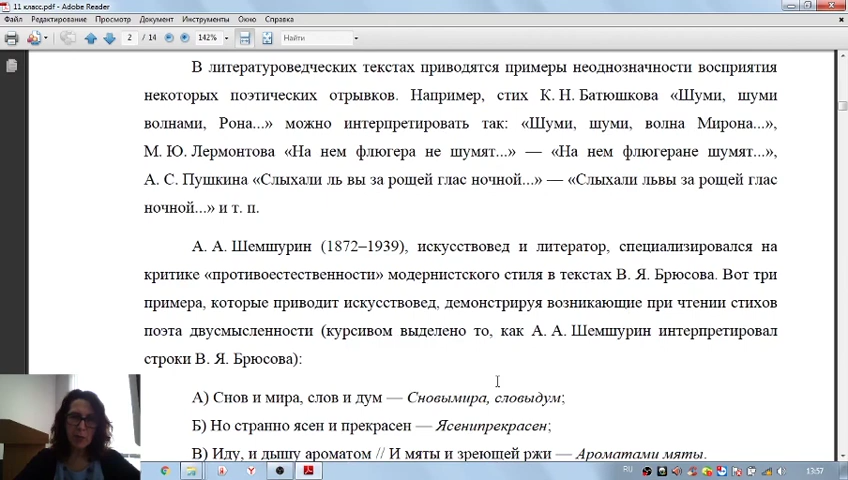 11 класс.pdf - Adobe Reader
Файл Редактирование Просмотр Документ Инструменты Окно Справка
2 / 14 142% Найти
В литературоведческих текстах приводятся примеры неоднозначности восприятия
некоторых поэтических отрывков. Например, стих К. Н. Батюшкова «Шуми, шуми
волнами, Рона...» можно интерпретировать так: «Шуми, шуми, волна Мирона...»,
М. Ю. Лермонтова «На нем флюгера не шумят...» — «На нем флюгеране шумят...»,
А. С. Пушкина «Слыхали ль вы за рощей глас ночной...» — «Слыхали львы за рощей глас
ночной...» и т. п.
А. А. Шемшурин (1872–1939), искусствовед и литератор, специализировался на
критике «противоестественности» модернистского стиля в текстах В. Я. Брюсова. Вот три
примера, которые приводит искусствовед, демонстрируя возникающие при чтении стихов
поэта двусмысленности (курсивом выделено то, как А. А. Шемшурин интерпретировал
строки В. Я. Брюсова):
А) Снов и мира, слов и дум — Сновымира, словыдум;
Б) Но странно ясен и прекрасен — Ясенипрекрасен;
В) Иду, и дышу ароматом // И мяты и зреющей ржи — Ароматами мяты.
RU 13:57